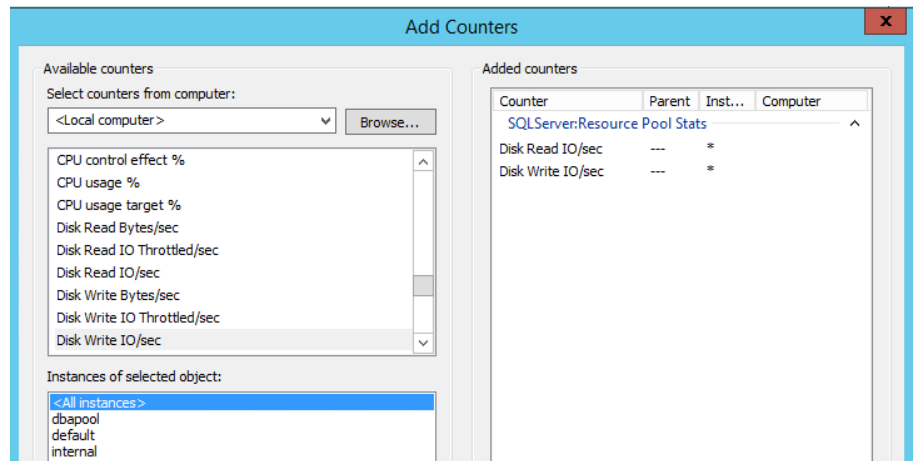 Add Counters
x
Available counters
Select counters from computer:
<Local computer>
Browse...
CPU control effect %
CPU usage %
CPU usage target %
Disk Read Bytes/sec
Disk Read IO Throttled/sec
Disk Read IO/sec
Disk Write Bytes/sec
Disk Write IO Throttled/sec
Disk Write IO/sec
Instances of selected object:
<All instances>
dbapool
default
internal
Added counters
Counter Parent Inst... Computer
SQLServer:Resource Pool Stats
Disk Read IO/sec --- *
Disk Write IO/sec --- *